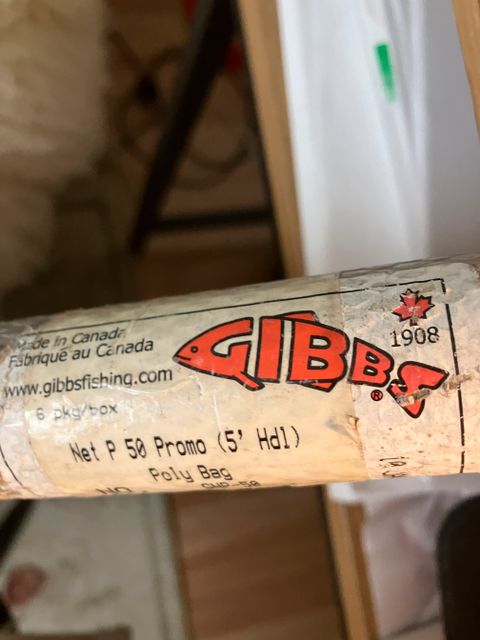 Made In Canada
Fabriqué au Canada
GIBBS®
1908
www.gibbsfishing.com
6 pkg/box
Net P 50 Promo (5' Hdl)
Poly Bag